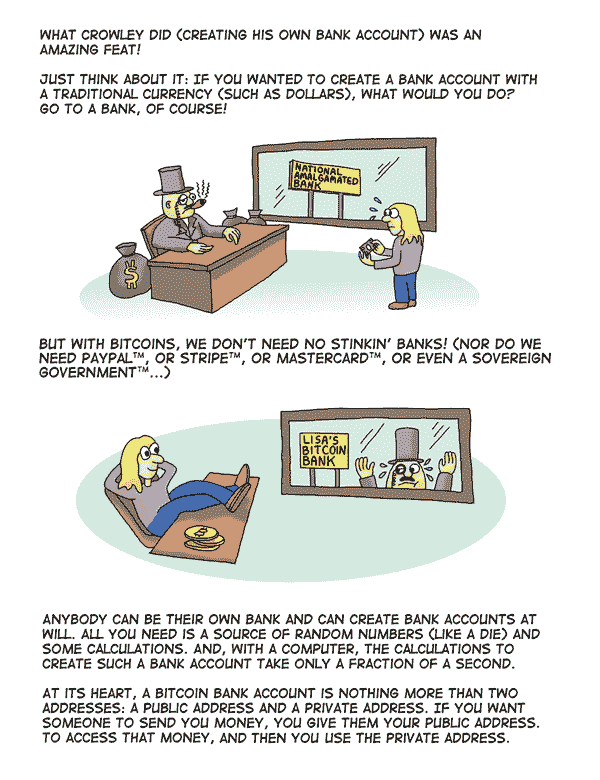 WHAT CROWLEY DID (CREATING HIS OWN BANK ACCOUNT) WAS AN
AMAZING FEAT!
JUST THINK ABOUT IT: IF YOU WANTED TO CREATE A BANK ACCOUNT WITH
A TRADITIONAL CURRENCY (SUCH AS DOLLARS), WHAT WOULD YOU DO?
GO TO A BANK, OF COURSE!
NATIONAL
AMALGAMATED
BANK
$
BUT WITH BITCOINS, WE DON'T NEED NO STINKIN' BANKS! (NOR DO WE
NEED PAYPAL™, OR STRIPE™, OR MASTERCARD™, OR EVEN A SOVEREIGN
GOVERNMENT™...)
LISA'S
BITCOIN
BANK
ANYBODY CAN BE THEIR OWN BANK AND CAN CREATE BANK ACCOUNTS AT
WILL. ALL YOU NEED IS A SOURCE OF RANDOM NUMBERS (LIKE A DIE) AND
SOME CALCULATIONS. AND, WITH A COMPUTER, THE CALCULATIONS TO
CREATE SUCH A BANK ACCOUNT TAKE ONLY A FRACTION OF A SECOND.
AT ITS HEART, A BITCOIN BANK ACCOUNT IS NOTHING MORE THAN TWO
ADDRESSES: A PUBLIC ADDRESS AND A PRIVATE ADDRESS. IF YOU WANT
SOMEONE TO SEND YOU MONEY, YOU GIVE THEM YOUR PUBLIC ADDRESS.
TO ACCESS THAT MONEY, AND THEN YOU USE THE PRIVATE ADDRESS.